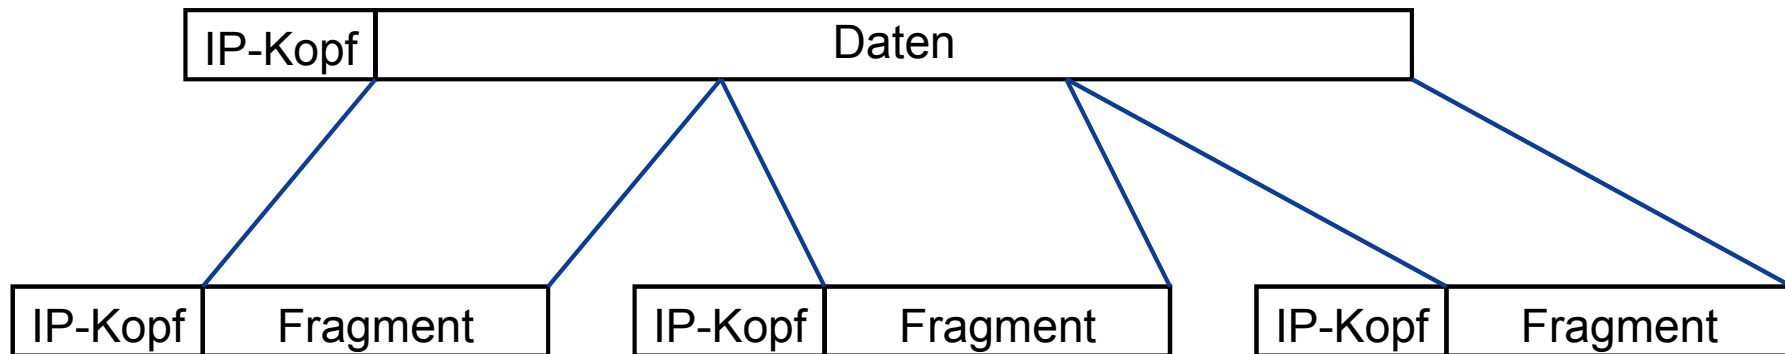 IP-Kopf Daten
IP-Kopf Fragment IP-Kopf Fragment IP-Kopf Fragment